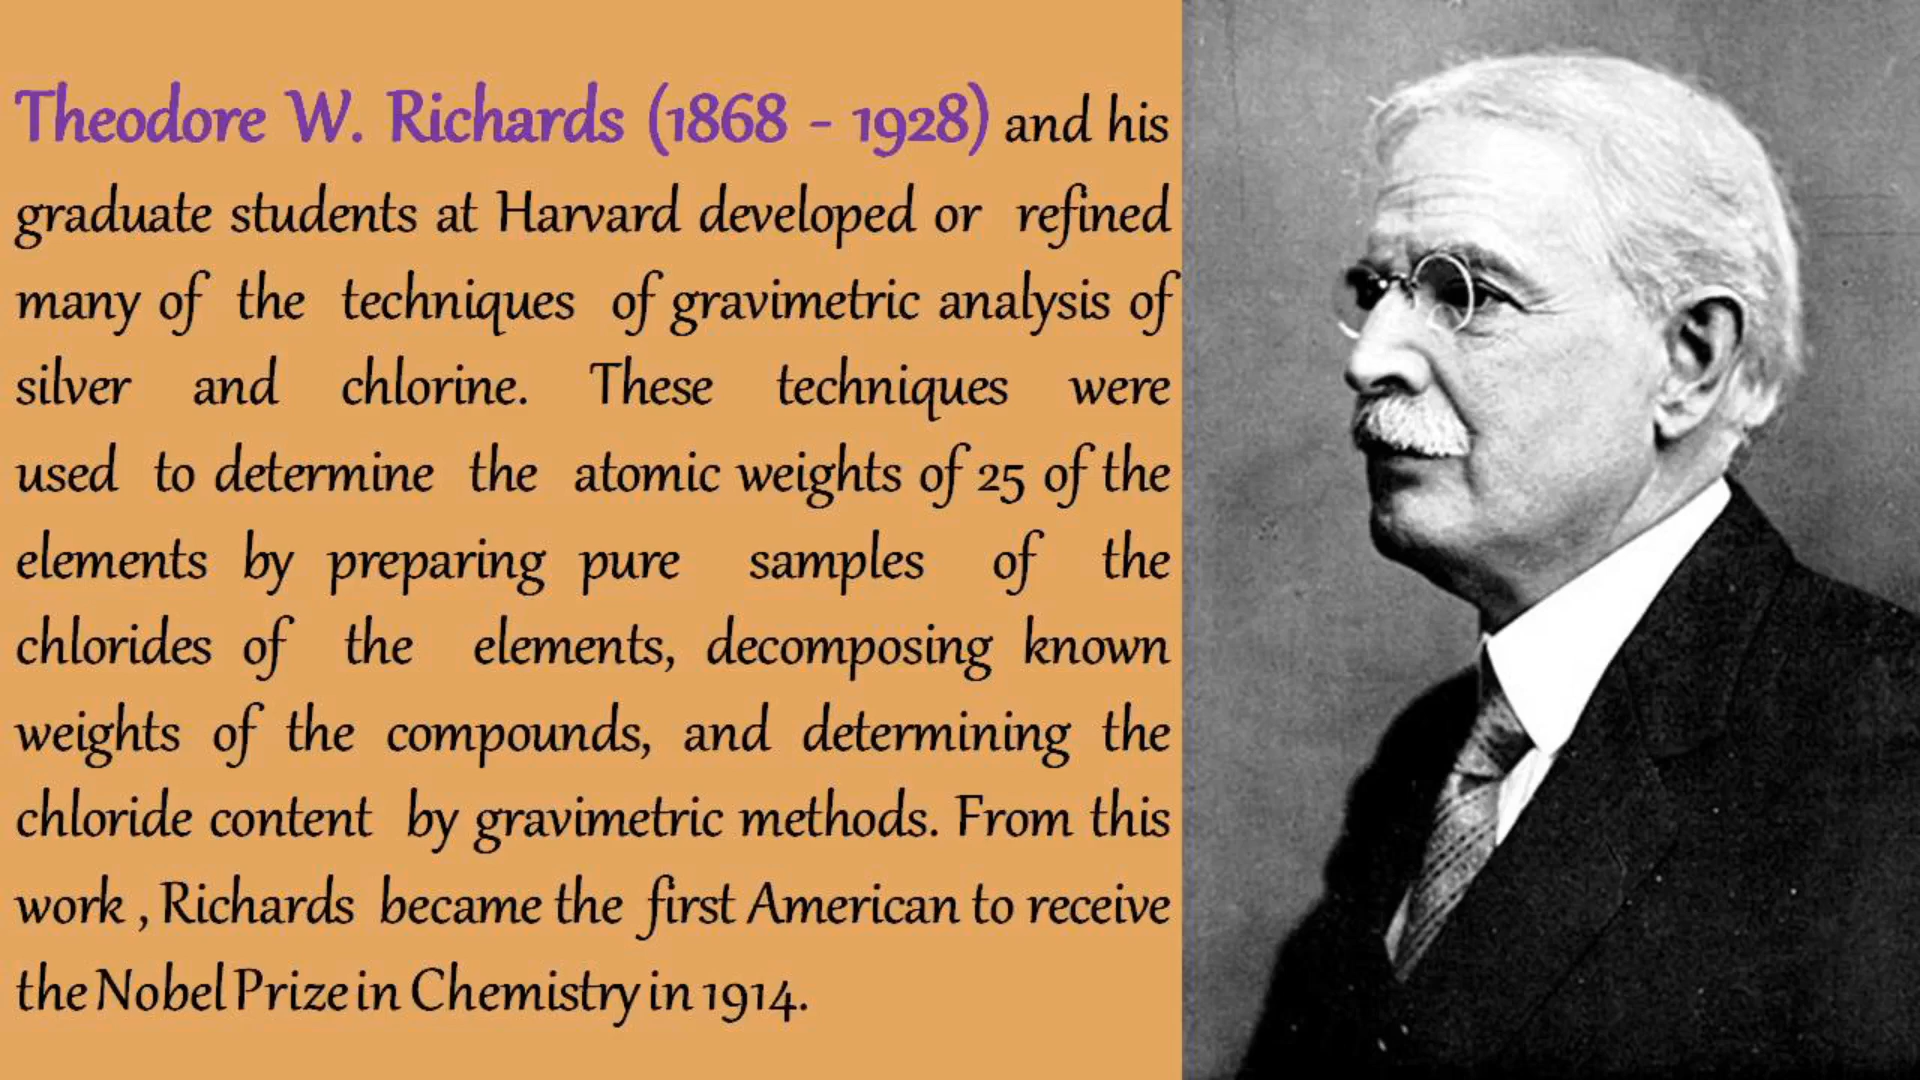 Theodore W. Richards (1868 - 1928) and his
graduate students at Harvard developed or refined
many of the techniques of gravimetric analysis of
silver and chlorine. These techniques were
used to determine the atomic weights of 25 of the
elements by preparing pure samples of the
chlorides of the elements, decomposing known
weights of the compounds, and determining the
chloride content by gravimetric methods. From this
work , Richards became the first American to receive
the Nobel Prize in Chemistry in 1914.